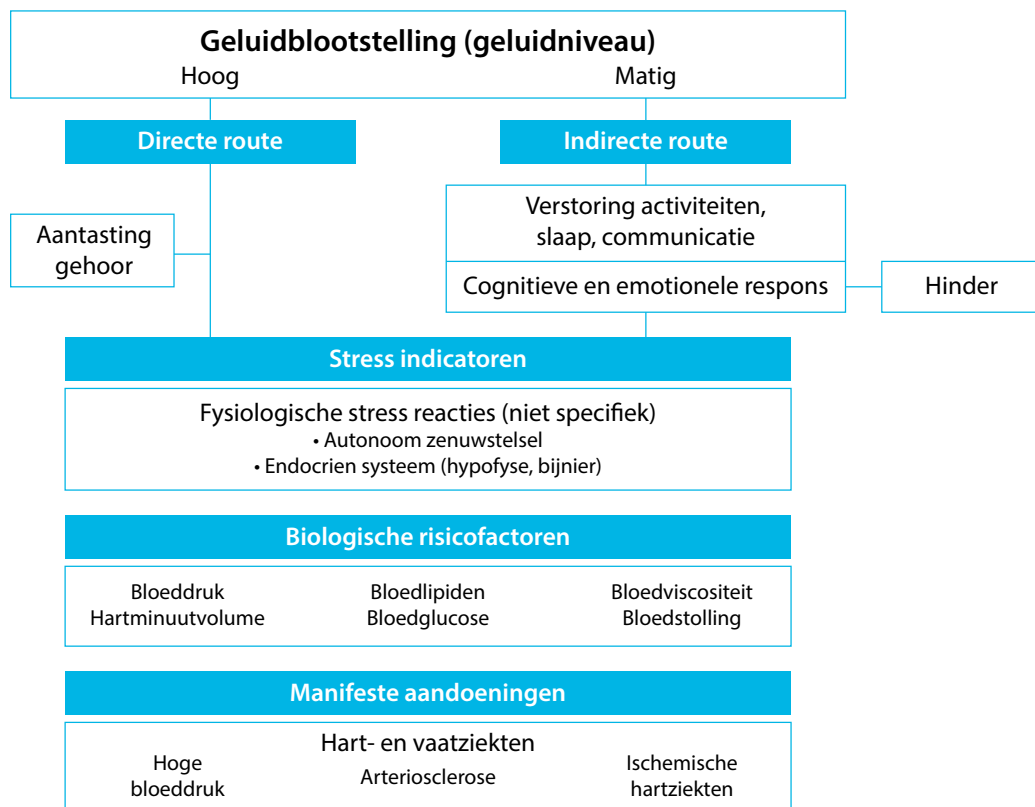 Geluidblootstelling (geluidniveau)
Hoog
Matig
Directe route
Indirecte route
Verstoring activiteiten,
slaap, communicatie
Aantasting
gehoor
Cognitieve en emotionele respons
Hinder
Stress indicatoren
Fysiologische stress reacties (niet specifiek)
• Autonoom zenuwstelsel
• Endocrien systeem (hypofyse, bijnier)
Biologische risicofactoren
Bloeddruk
Hartminuutvolume
Bloedlipiden
Bloedglucose
Bloedviscositeit
Bloedstolling
Manifeste aandoeningen
Hart- en vaatziekten
Hoge
bloeddruk
Arteriosclerose
Ischemische
hartziekten